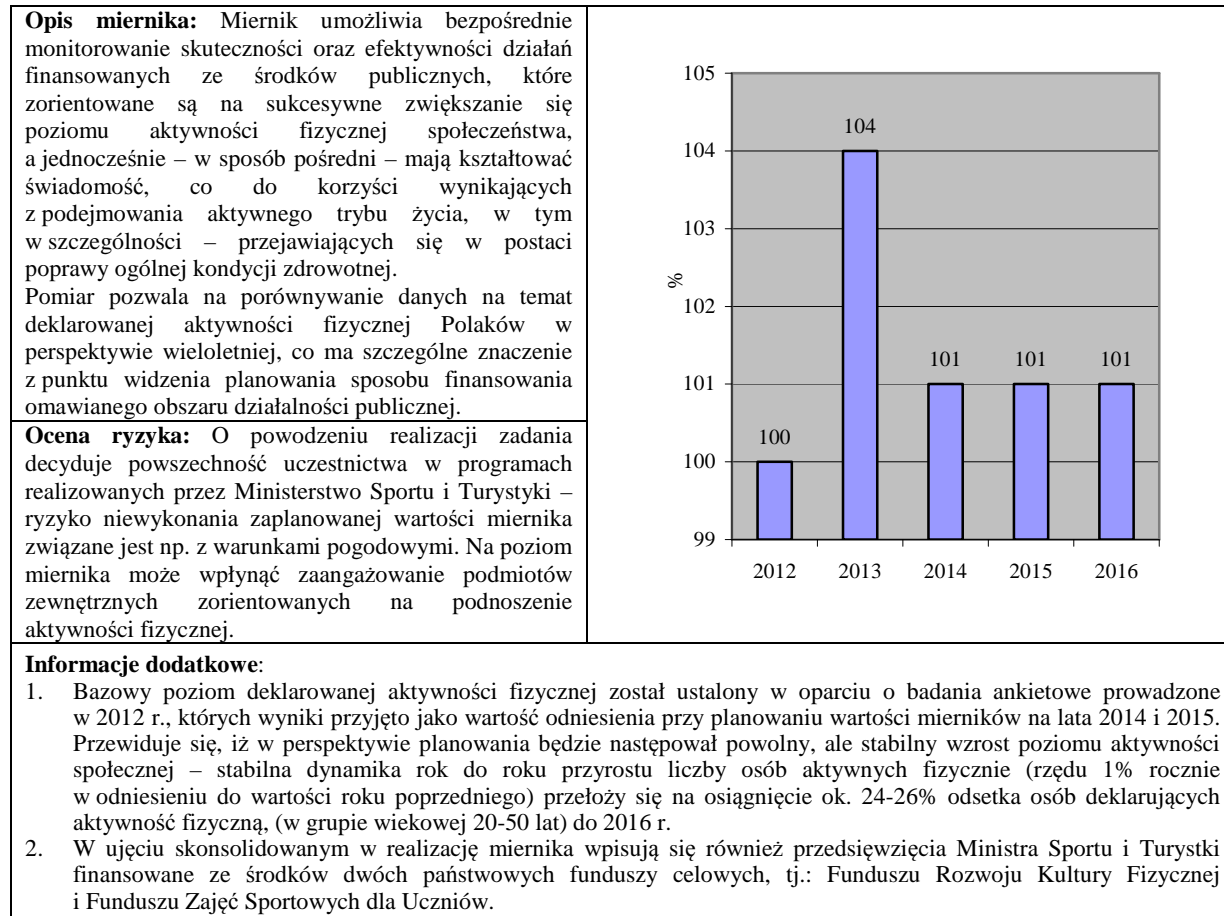 Opis miernika: Miernik umożliwia bezpośrednie
monitorowanie skuteczności oraz efektywności działań
finansowanych ze środków publicznych, które
zorientowane są na sukcesywne zwiększanie się
poziomu aktywności fizycznej społeczeństwa,
a jednocześnie – w sposób pośredni – mają kształtować
świadomość, co do korzyści wynikających
z podejmowania aktywnego trybu życia, w tym
w szczególności – przejawiających się w postaci
poprawy ogólnej kondycji zdrowotnej.
Pomiar pozwala na porównywanie danych na temat
deklarowanej aktywności fizycznej Polaków w
perspektywie wieloletniej, co ma szczególne znaczenie
z punktu widzenia planowania sposobu finansowania
omawianego obszaru działalności publicznej.
Ocena ryzyka: O powodzeniu realizacji zadania
decyduje powszechność uczestnictwa w programach
realizowanych przez Ministerstwo Sportu i Turystyki –
ryzyko niewykonania zaplanowanej wartości miernika
związane jest np. z warunkami pogodowymi. Na poziom
miernika może wpłynąć zaangażowanie podmiotów
zewnętrznych zorientowanych na podnoszenie
aktywności fizycznej.
105
104
103
102
101
100
99
%
100
104
101
101
101
2012 2013 2014 2015 2016
Informacje dodatkowe:
1. Bazowy poziom deklarowanej aktywności fizycznej został ustalony w oparciu o badania ankietowe prowadzone
w 2012 r., których wyniki przyjęto jako wartość odniesienia przy planowaniu wartości mierników na lata 2014 i 2015.
Przewiduje się, iż w perspektywie planowania będzie następował powolny, ale stabilny wzrost poziomu aktywności
społecznej – stabilna dynamika rok do roku przyrostu liczby osób aktywnych fizycznie (rzędu 1% rocznie
w odniesieniu do wartości roku poprzedniego) przełoży się na osiągnięcie ok. 24-26% odsetka osób deklarujących
aktywność fizyczną, (w grupie wiekowej 20-50 lat) do 2016 r.
2. W ujęciu skonsolidowanym w realizację miernika wpisują się również przedsięwzięcia Ministra Sportu i Turystki
finansowane ze środków dwóch państwowych funduszy celowych, tj.: Funduszu Rozwoju Kultury Fizycznej
i Funduszu Zajęć Sportowych dla Uczniów.